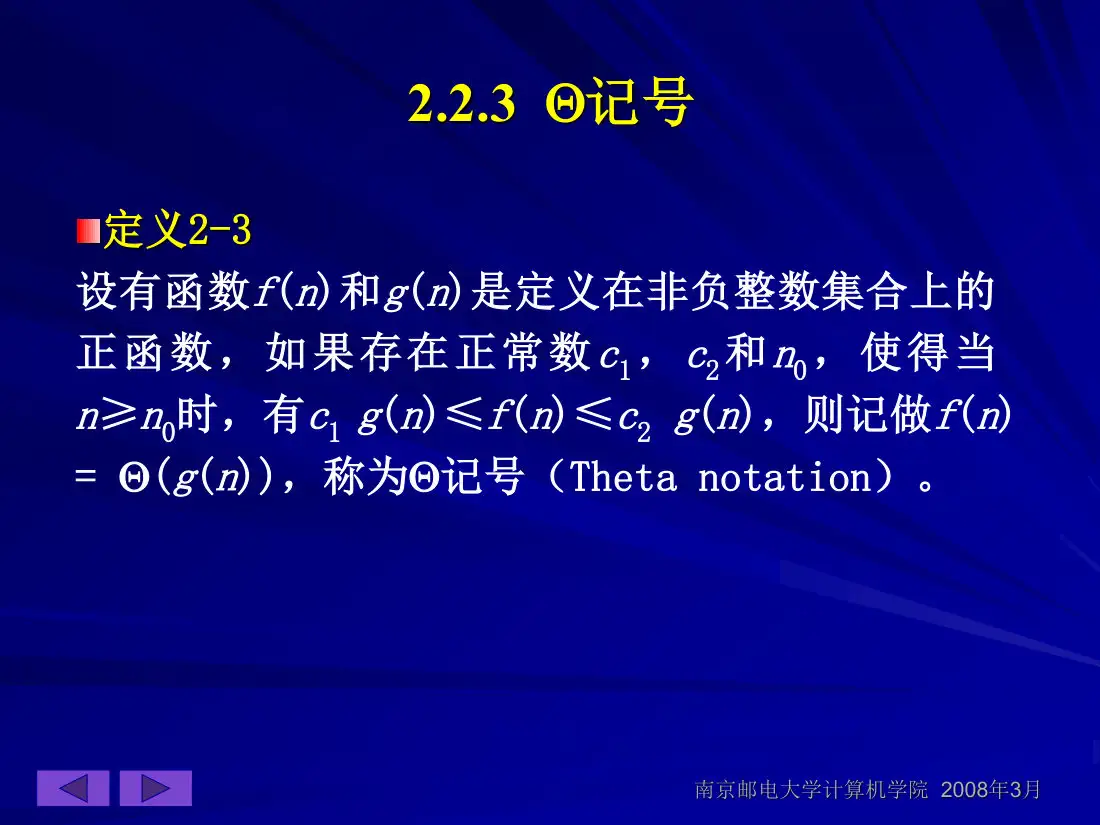 2.2.3 Θ记号
定义2-3
设有函数f(n)和g(n)是定义在非负整数集合上的
正函数，如果存在正常数c₁，c₂和n₀，使得当
n≥n₀时，有c₁ g(n)≤f(n)≤c₂ g(n)，则记做f(n)
= Θ(g(n))，称为Θ记号（Theta notation）。
南京邮电大学计算机学院 2008年3月